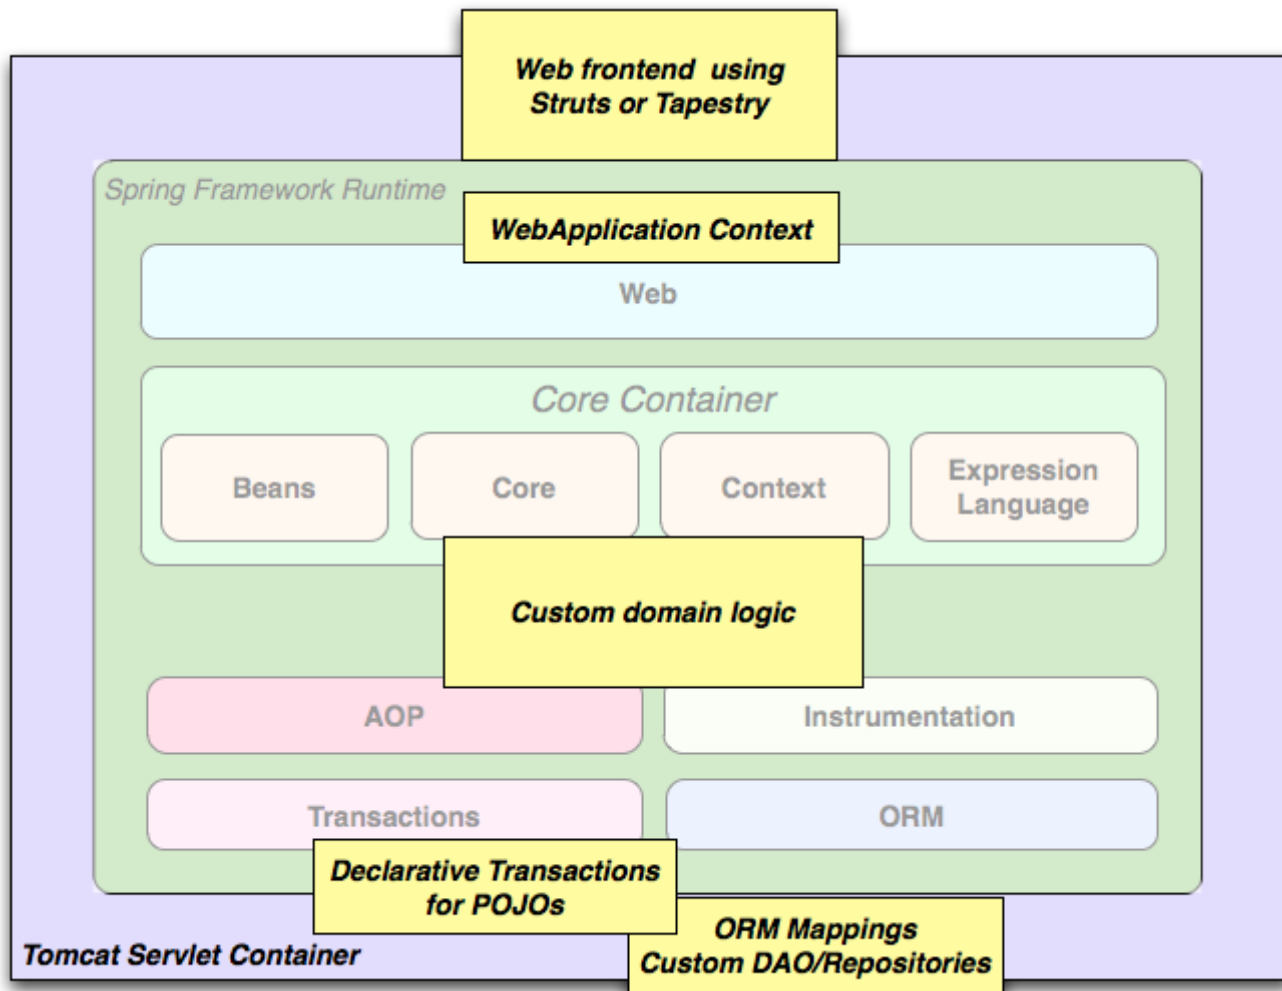 Web frontend using
Struts or Tapestry
Spring Framework Runtime
WebApplication Context
Web
Core Container
Beans
Core
Context
Expression
Language
Custom domain logic
AOP
Instrumentation
Transactions
ORM
Declarative Transactions
for POJOs
ORM Mappings
Custom DAO/Repositories
Tomcat Servlet Container